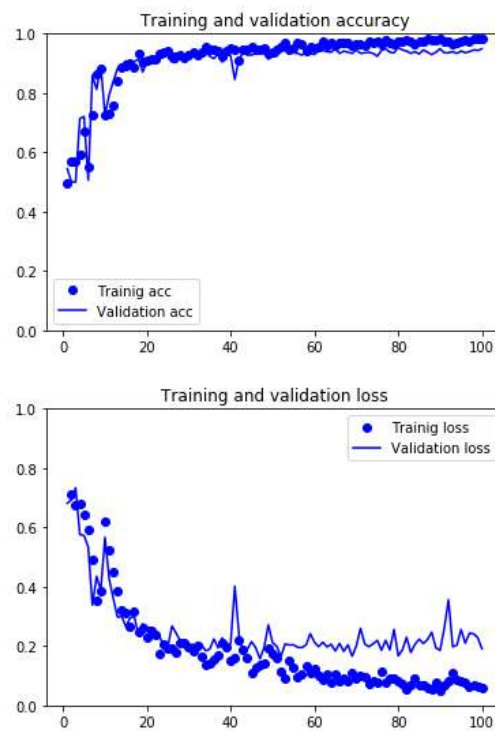 Training and validation accuracy
1.0
0.8
0.6
0.4
0.2
0.0
Trainig acc
Validation acc
0 20 40 60 80 100
Training and validation loss
1.0
0.8
0.6
0.4
0.2
0.0
Trainig loss
Validation loss
0 20 40 60 80 100